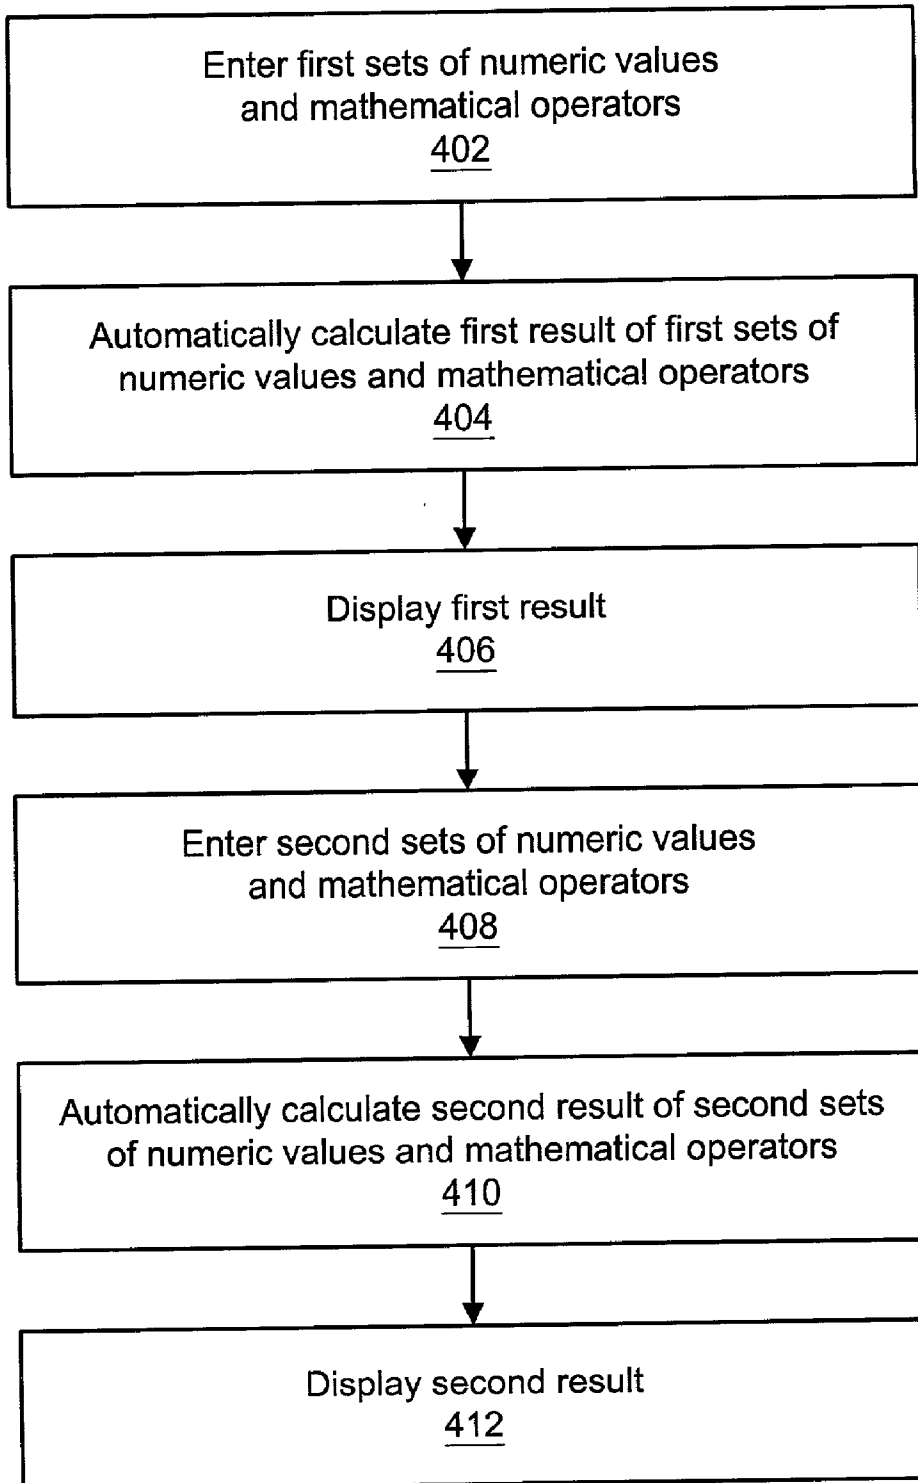 Enter first sets of numeric values
and mathematical operators
402
Automatically calculate first result of first sets of
numeric values and mathematical operators
404
Display first result
406
Enter second sets of numeric values
and mathematical operators
408
Automatically calculate second result of second sets
of numeric values and mathematical operators
410
Display second result
412